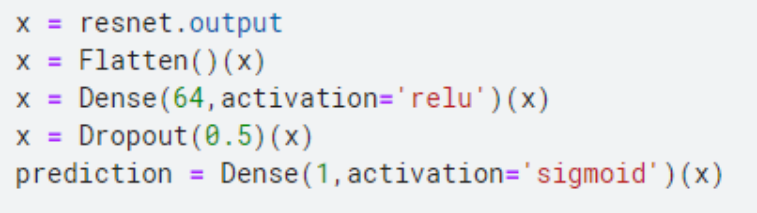 x = resnet.output
x = Flatten()(x)
x = Dense(64,activation='relu')(x)
x = Dropout(0.5)(x)
prediction = Dense(1,activation='sigmoid')(x)